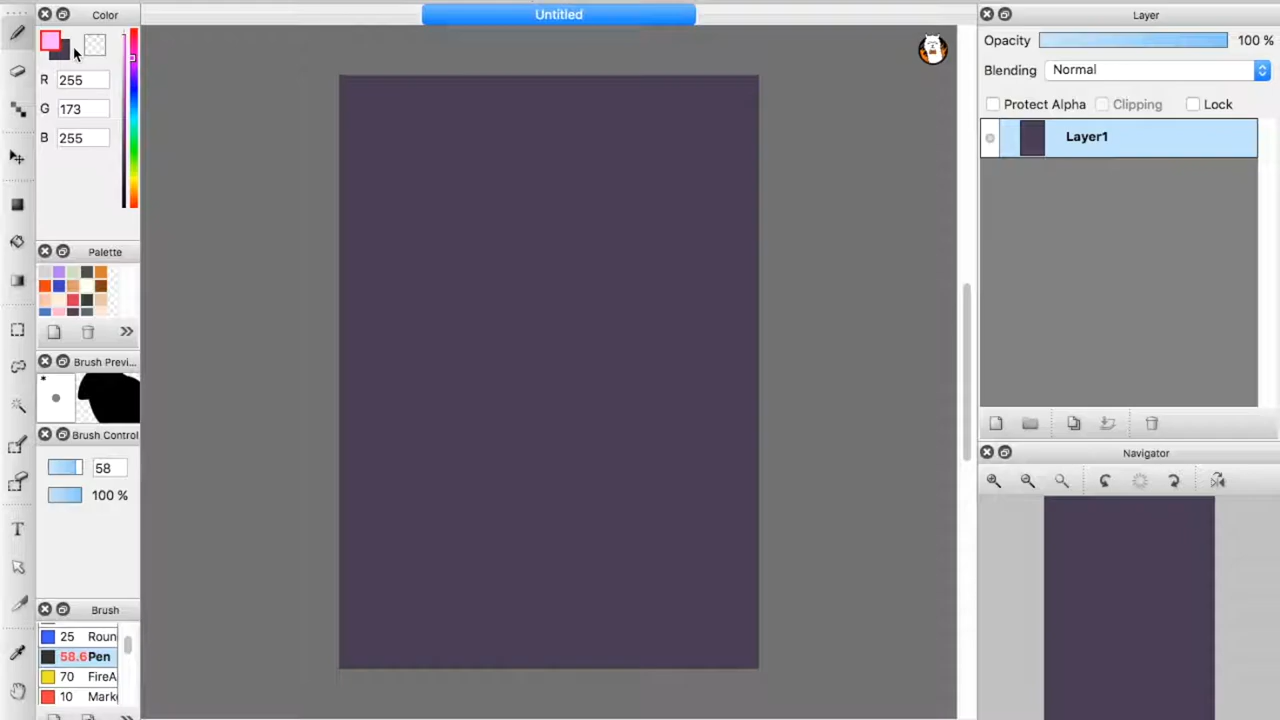 Untitled
Color
R 255
G 173
B 255
Palette
Brush Previ...
*
Brush Control
58
100 %
Brush
25 Roun
58.6 Pen
70 FireA
10 Mark
Layer
Opacity 100 %
Blending Normal
Protect Alpha Clipping Lock
Layer1
Navigator